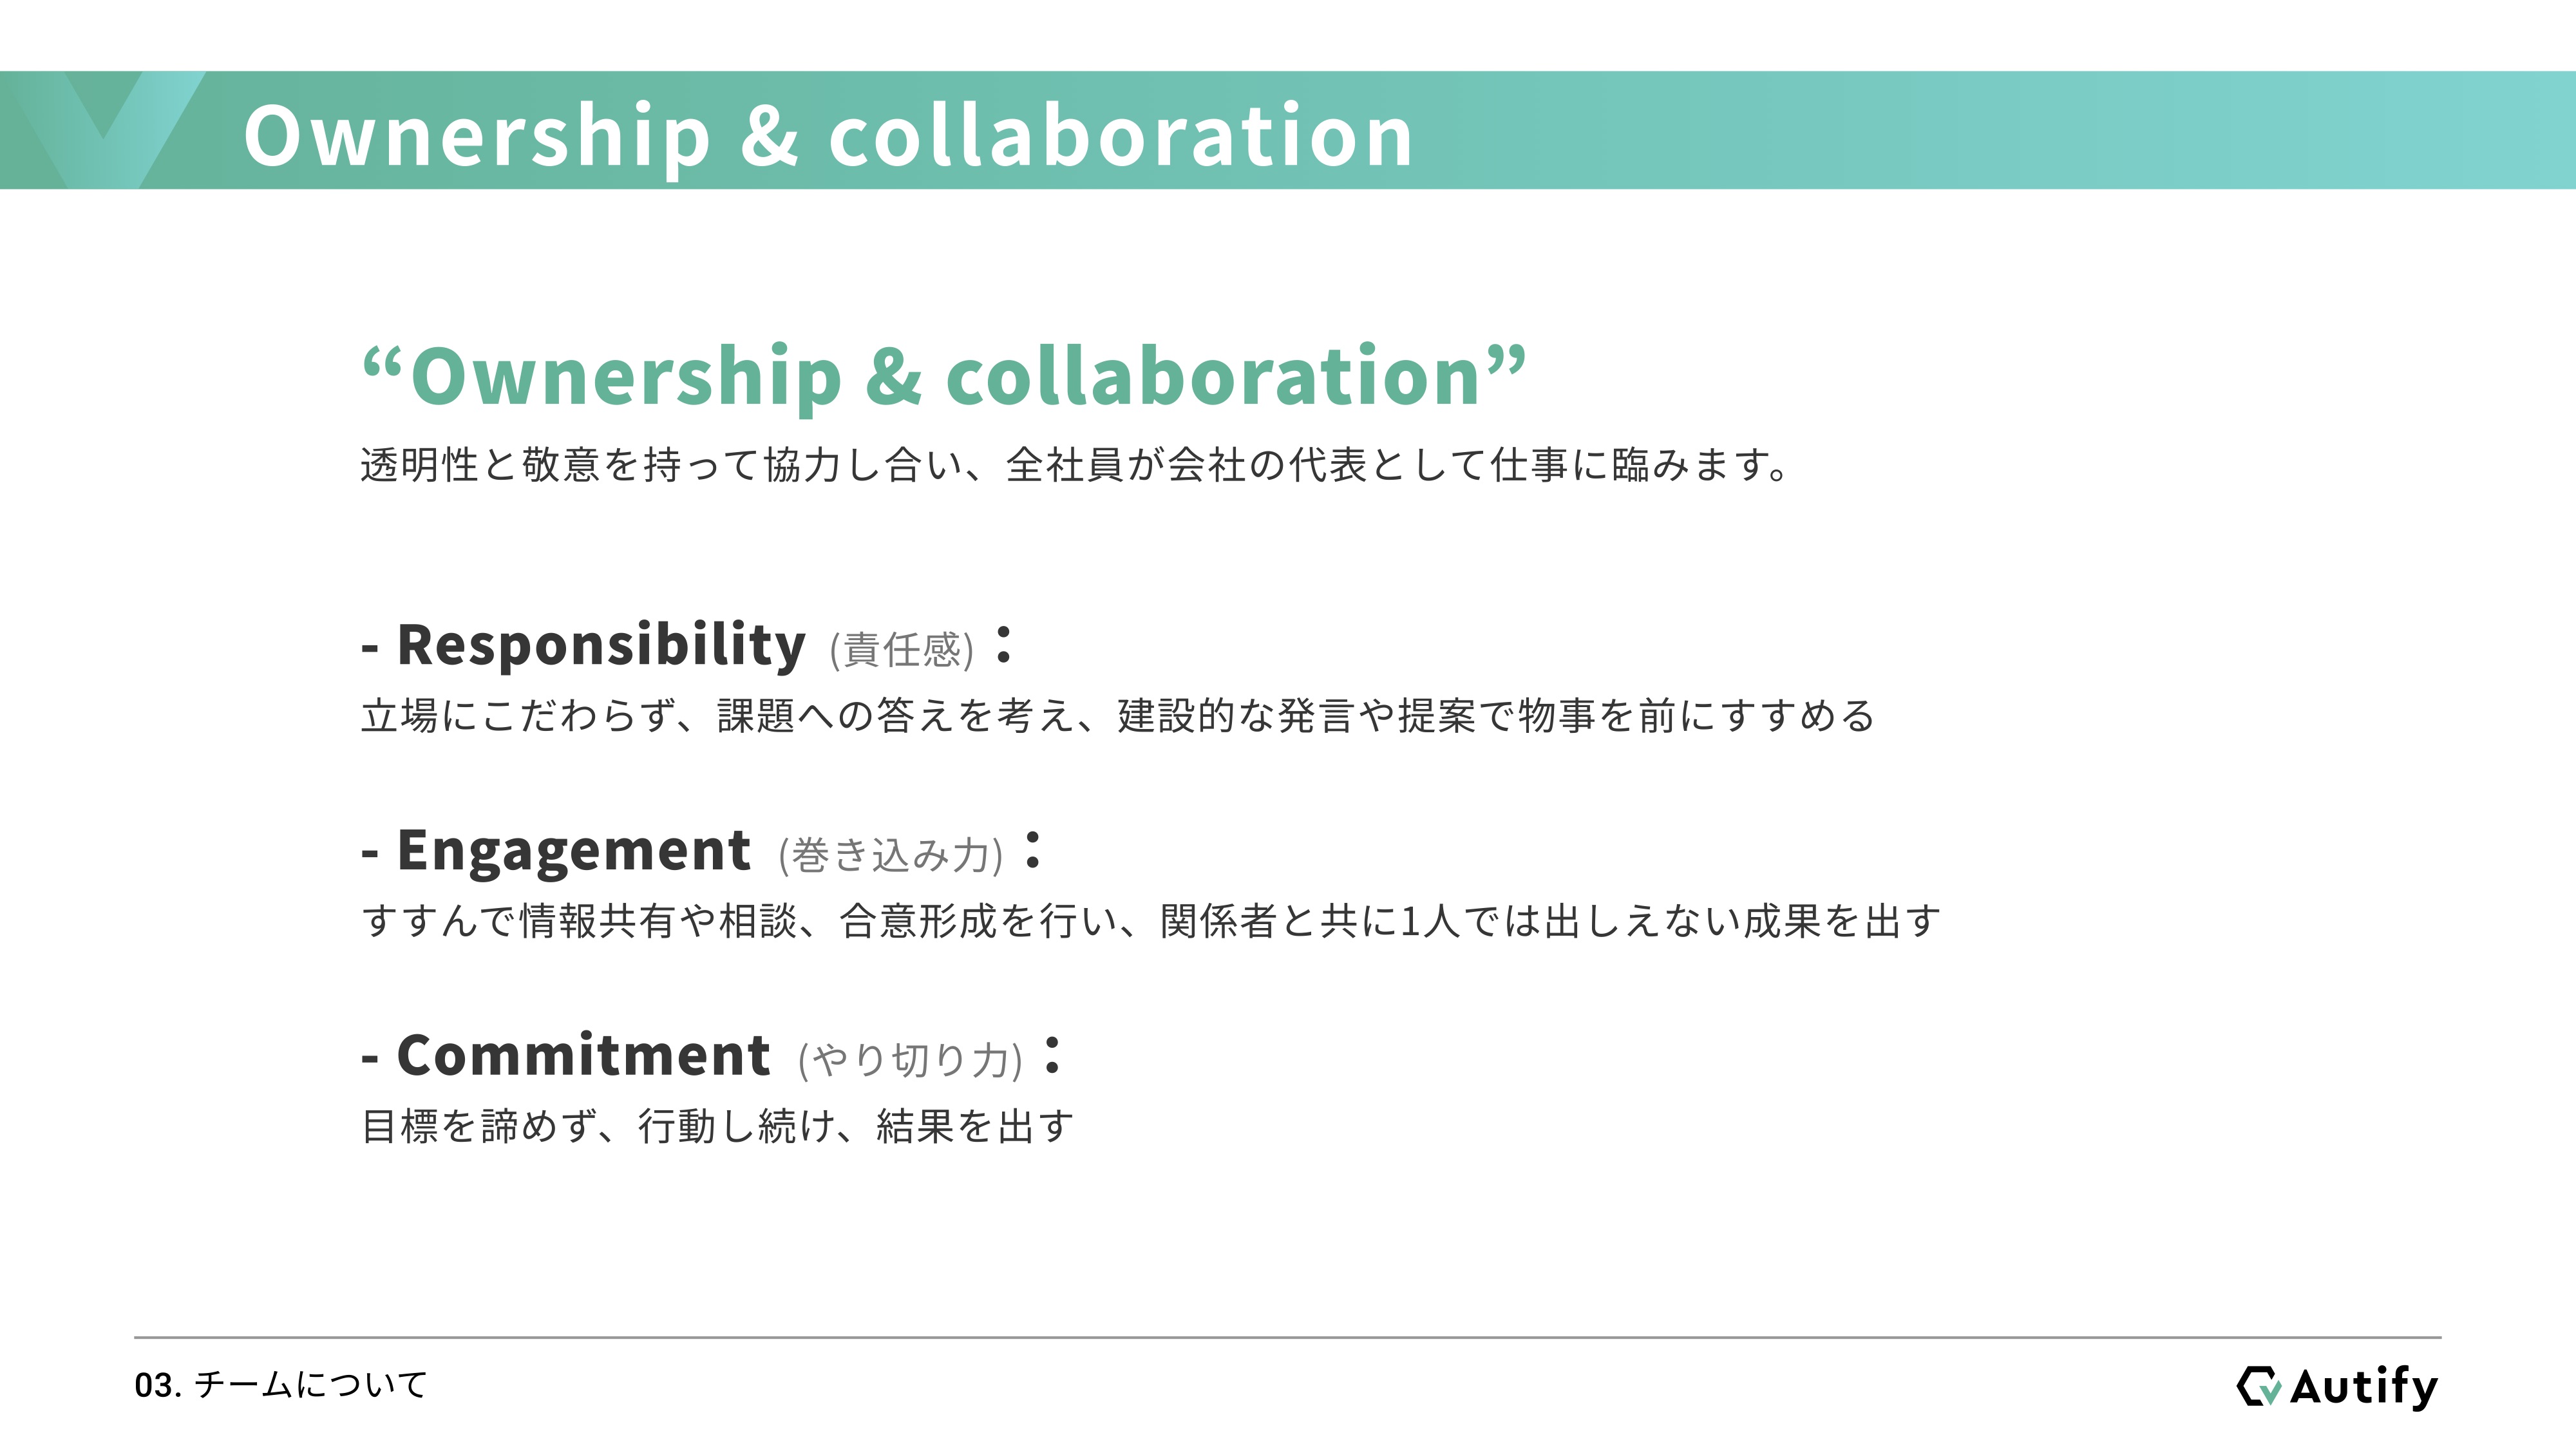 Ownership & collaboration
“Ownership & collaboration”
透明性と敬意を持って協力し合い、全社員が会社の代表として仕事に臨みます。
- Responsibility (責任感)：
立場にこだわらず、課題への答えを考え、建設的な発言や提案で物事を前にすすめる
- Engagement (巻き込み力)：
すすんで情報共有や相談、合意形成を行い、関係者と共に1人では出しえない成果を出す
- Commitment (やり切り力)：
目標を諦めず、行動し続け、結果を出す
03. チームについて
Autify